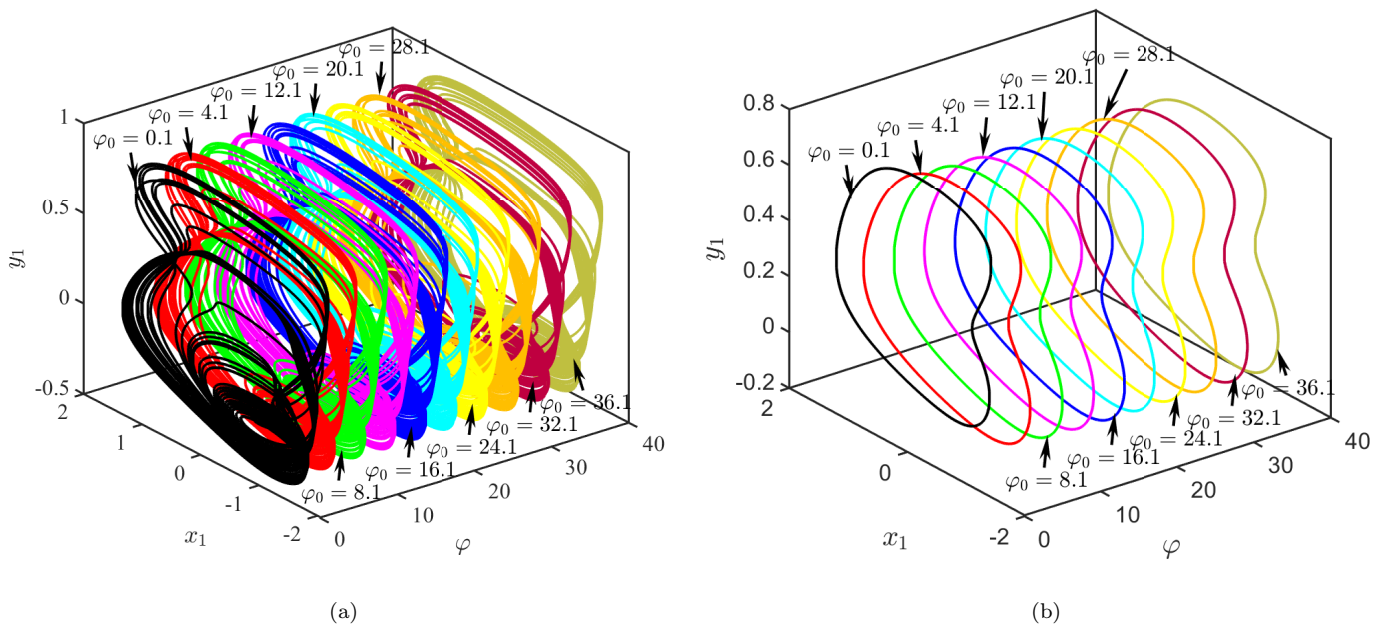 φ₀ = 28.1
φ₀ = 20.1
φ₀ = 12.1
φ₀ = 4.1
φ₀ = 0.1
1
0.5
0
-0.5
y₁
2
1
0
-1
-2
x₁
0
10
20
30
40
φ
φ₀ = 36.1
φ₀ = 32.1
φ₀ = 24.1
φ₀ = 16.1
φ₀ = 8.1
(a)
φ₀ = 28.1
φ₀ = 20.1
φ₀ = 12.1
φ₀ = 4.1
φ₀ = 0.1
0.8
0.6
0.4
0.2
0
-0.2
y₁
2
0
-2
x₁
0
10
20
30
40
φ
φ₀ = 36.1
φ₀ = 32.1
φ₀ = 24.1
φ₀ = 16.1
φ₀ = 8.1
(b)